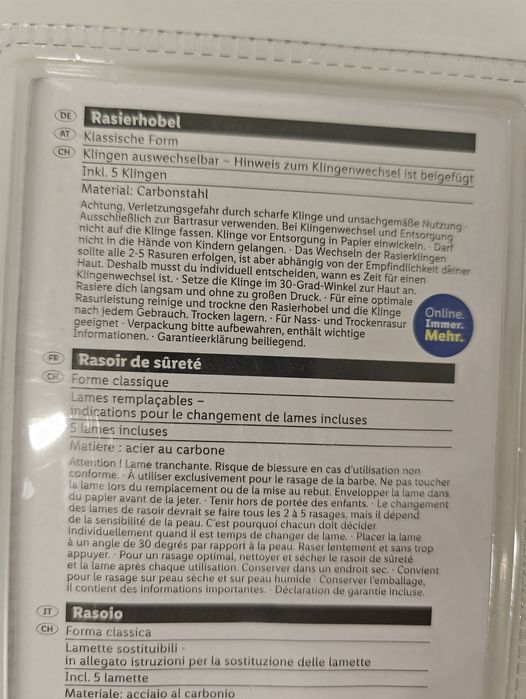 DE Rasierhobel
AT Klassische Form
CH Klingen auswechselbar – Hinweis zum Klingenwechsel ist beigefügt
Inkl. 5 Klingen
Material: Carbonstahl
Achtung, Verletzungsgefahr durch scharfe Klinge und unsachgemäße Nutzung ·
Ausschließlich zur Bartrasur verwenden. Bei Klingenwechsel und Entsorgung
nicht auf die Klinge fassen. Klinge vor Entsorgung in Papier einwickeln. · Darf
nicht in die Hände von Kindern gelangen. · Das Wechseln der Rasierklingen
sollte alle 2-5 Rasuren erfolgen, ist aber abhängig von der Empfindlichkeit deiner
Haut. Deshalb musst du individuell entscheiden, wann es Zeit für einen
Klingenwechsel ist. · Setze die Klinge im 30-Grad-Winkel zur Haut an.
Rasiere dich langsam und ohne zu großen Druck. · Für eine optimale
Rasurleistung reinige und trockne den Rasierhobel und die Klinge
nach jedem Gebrauch. Trocken lagern. · Für Nass- und Trockenrasur
geeignet · Verpackung bitte aufbewahren, enthält wichtige
Informationen. · Garantieerklärung beiliegend.
Online.
Immer.
Mehr.
FR Rasoir de sûreté
CH Forme classique
Lames remplaçables –
indications pour le changement de lames incluses
5 lames incluses
Matière : acier au carbone
Attention ! Lame tranchante. Risque de blessure en cas d'utilisation non
conforme. · À utiliser exclusivement pour le rasage de la barbe. Ne pas toucher
la lame lors du remplacement ou de la mise au rebut. Envelopper la lame dans
du papier avant de la jeter. · Tenir hors de portée des enfants. · Le changement
des lames de rasoir devrait se faire tous les 2 à 5 rasages, mais il dépend
de la sensibilité de la peau. C'est pourquoi chacun doit décider
individuellement quand il est temps de changer de lame. · Placer la lame
à un angle de 30 degrés par rapport à la peau. Raser lentement et sans trop
appuyer. · Pour un rasage optimal, nettoyer et sécher le rasoir de sûreté
et la lame après chaque utilisation. Conserver dans un endroit sec. · Convient
pour le rasage sur peau sèche et sur peau humide · Conserver l'emballage,
il contient des informations importantes. · Déclaration de garantie incluse.
IT Rasoio
CH Forma classica
Lamette sostituibili -
in allegato istruzioni per la sostituzione delle lamette
Incl. 5 lamette
Materiale: acciaio al carbonio